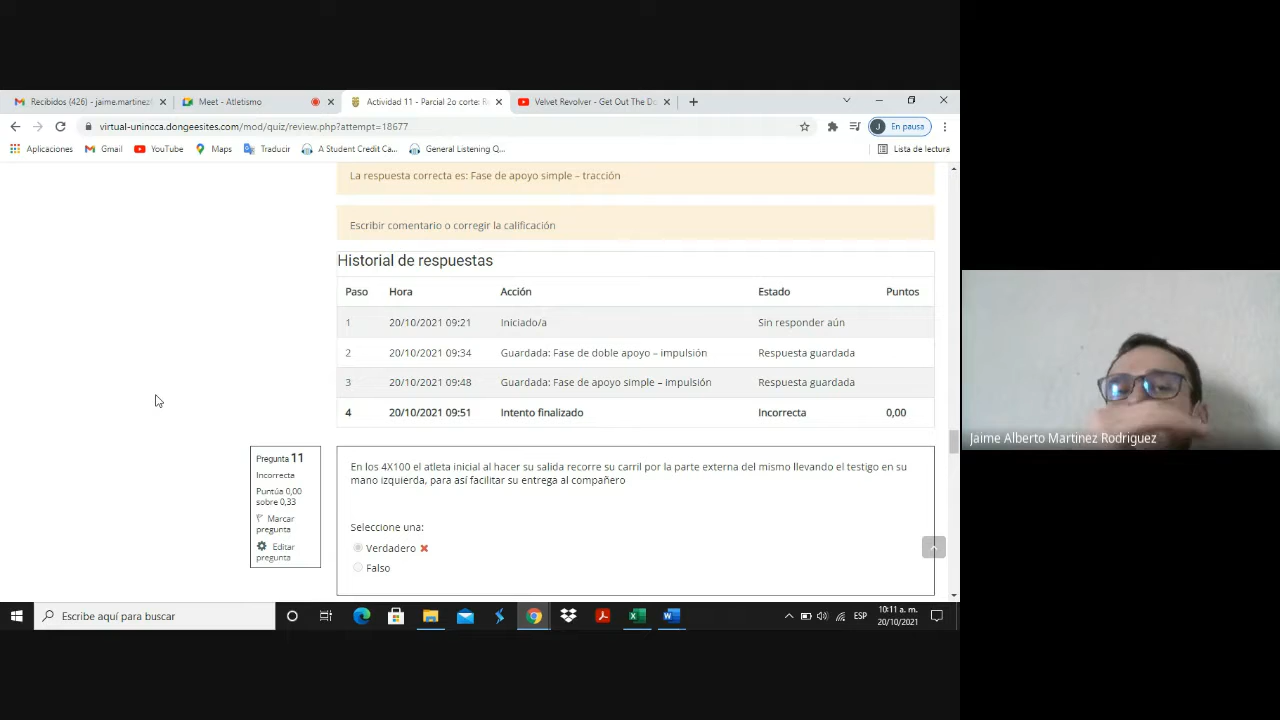 Recibidos (426) - jaime.martinez
Meet - Atletismo
Actividad 11 - Parcial 2o corte: R
Velvet Revolver - Get Out The Do
virtual-unincca.dongeesites.com/mod/quiz/review.php?attempt=18677
J En pausa
Aplicaciones
Gmail
YouTube
Maps
Traducir
A Student Credit Ca...
General Listening Q...
Lista de lectura
La respuesta correcta es: Fase de apoyo simple – tracción
Escribir comentario o corregir la calificación
Historial de respuestas
Paso Hora Acción Estado Puntos
1 20/10/2021 09:21 Iniciado/a Sin responder aún
2 20/10/2021 09:34 Guardada: Fase de doble apoyo – impulsión Respuesta guardada
3 20/10/2021 09:48 Guardada: Fase de apoyo simple – impulsión Respuesta guardada
4 20/10/2021 09:51 Intento finalizado Incorrecta 0,00
Pregunta 11
Incorrecta
Puntúa 0,00
sobre 0,33
Marcar
pregunta
Editar
pregunta
En los 4X100 el atleta inicial al hacer su salida recorre su carril por la parte externa del mismo llevando el testigo en su
mano izquierda, para así facilitar su entrega al compañero
Seleccione una:
Verdadero
Falso
Jaime Alberto Martinez Rodriguez
Escribe aquí para buscar
ESP
10:11 a. m.
20/10/2021